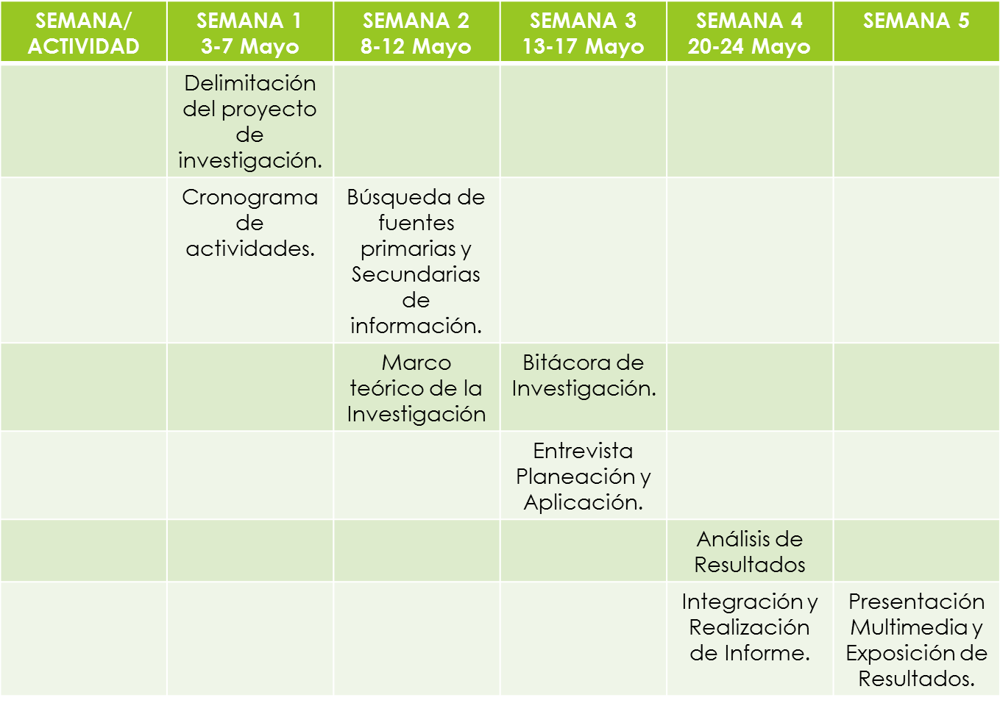 SEMANA/
ACTIVIDAD
SEMANA 1
3-7 Mayo
SEMANA 2
8-12 Mayo
SEMANA 3
13-17 Mayo
SEMANA 4
20-24 Mayo
SEMANA 5
Delimitación
del proyecto
de
investigación.
Cronograma
de
actividades.
Búsqueda de
fuentes
primarias y
Secundarias
de
información.
Marco
teórico de la
Investigación
Bitácora de
Investigación.
Entrevista
Planeación y
Aplicación.
Análisis de
Resultados
Integración y
Realización
de Informe.
Presentación
Multimedia y
Exposición de
Resultados.